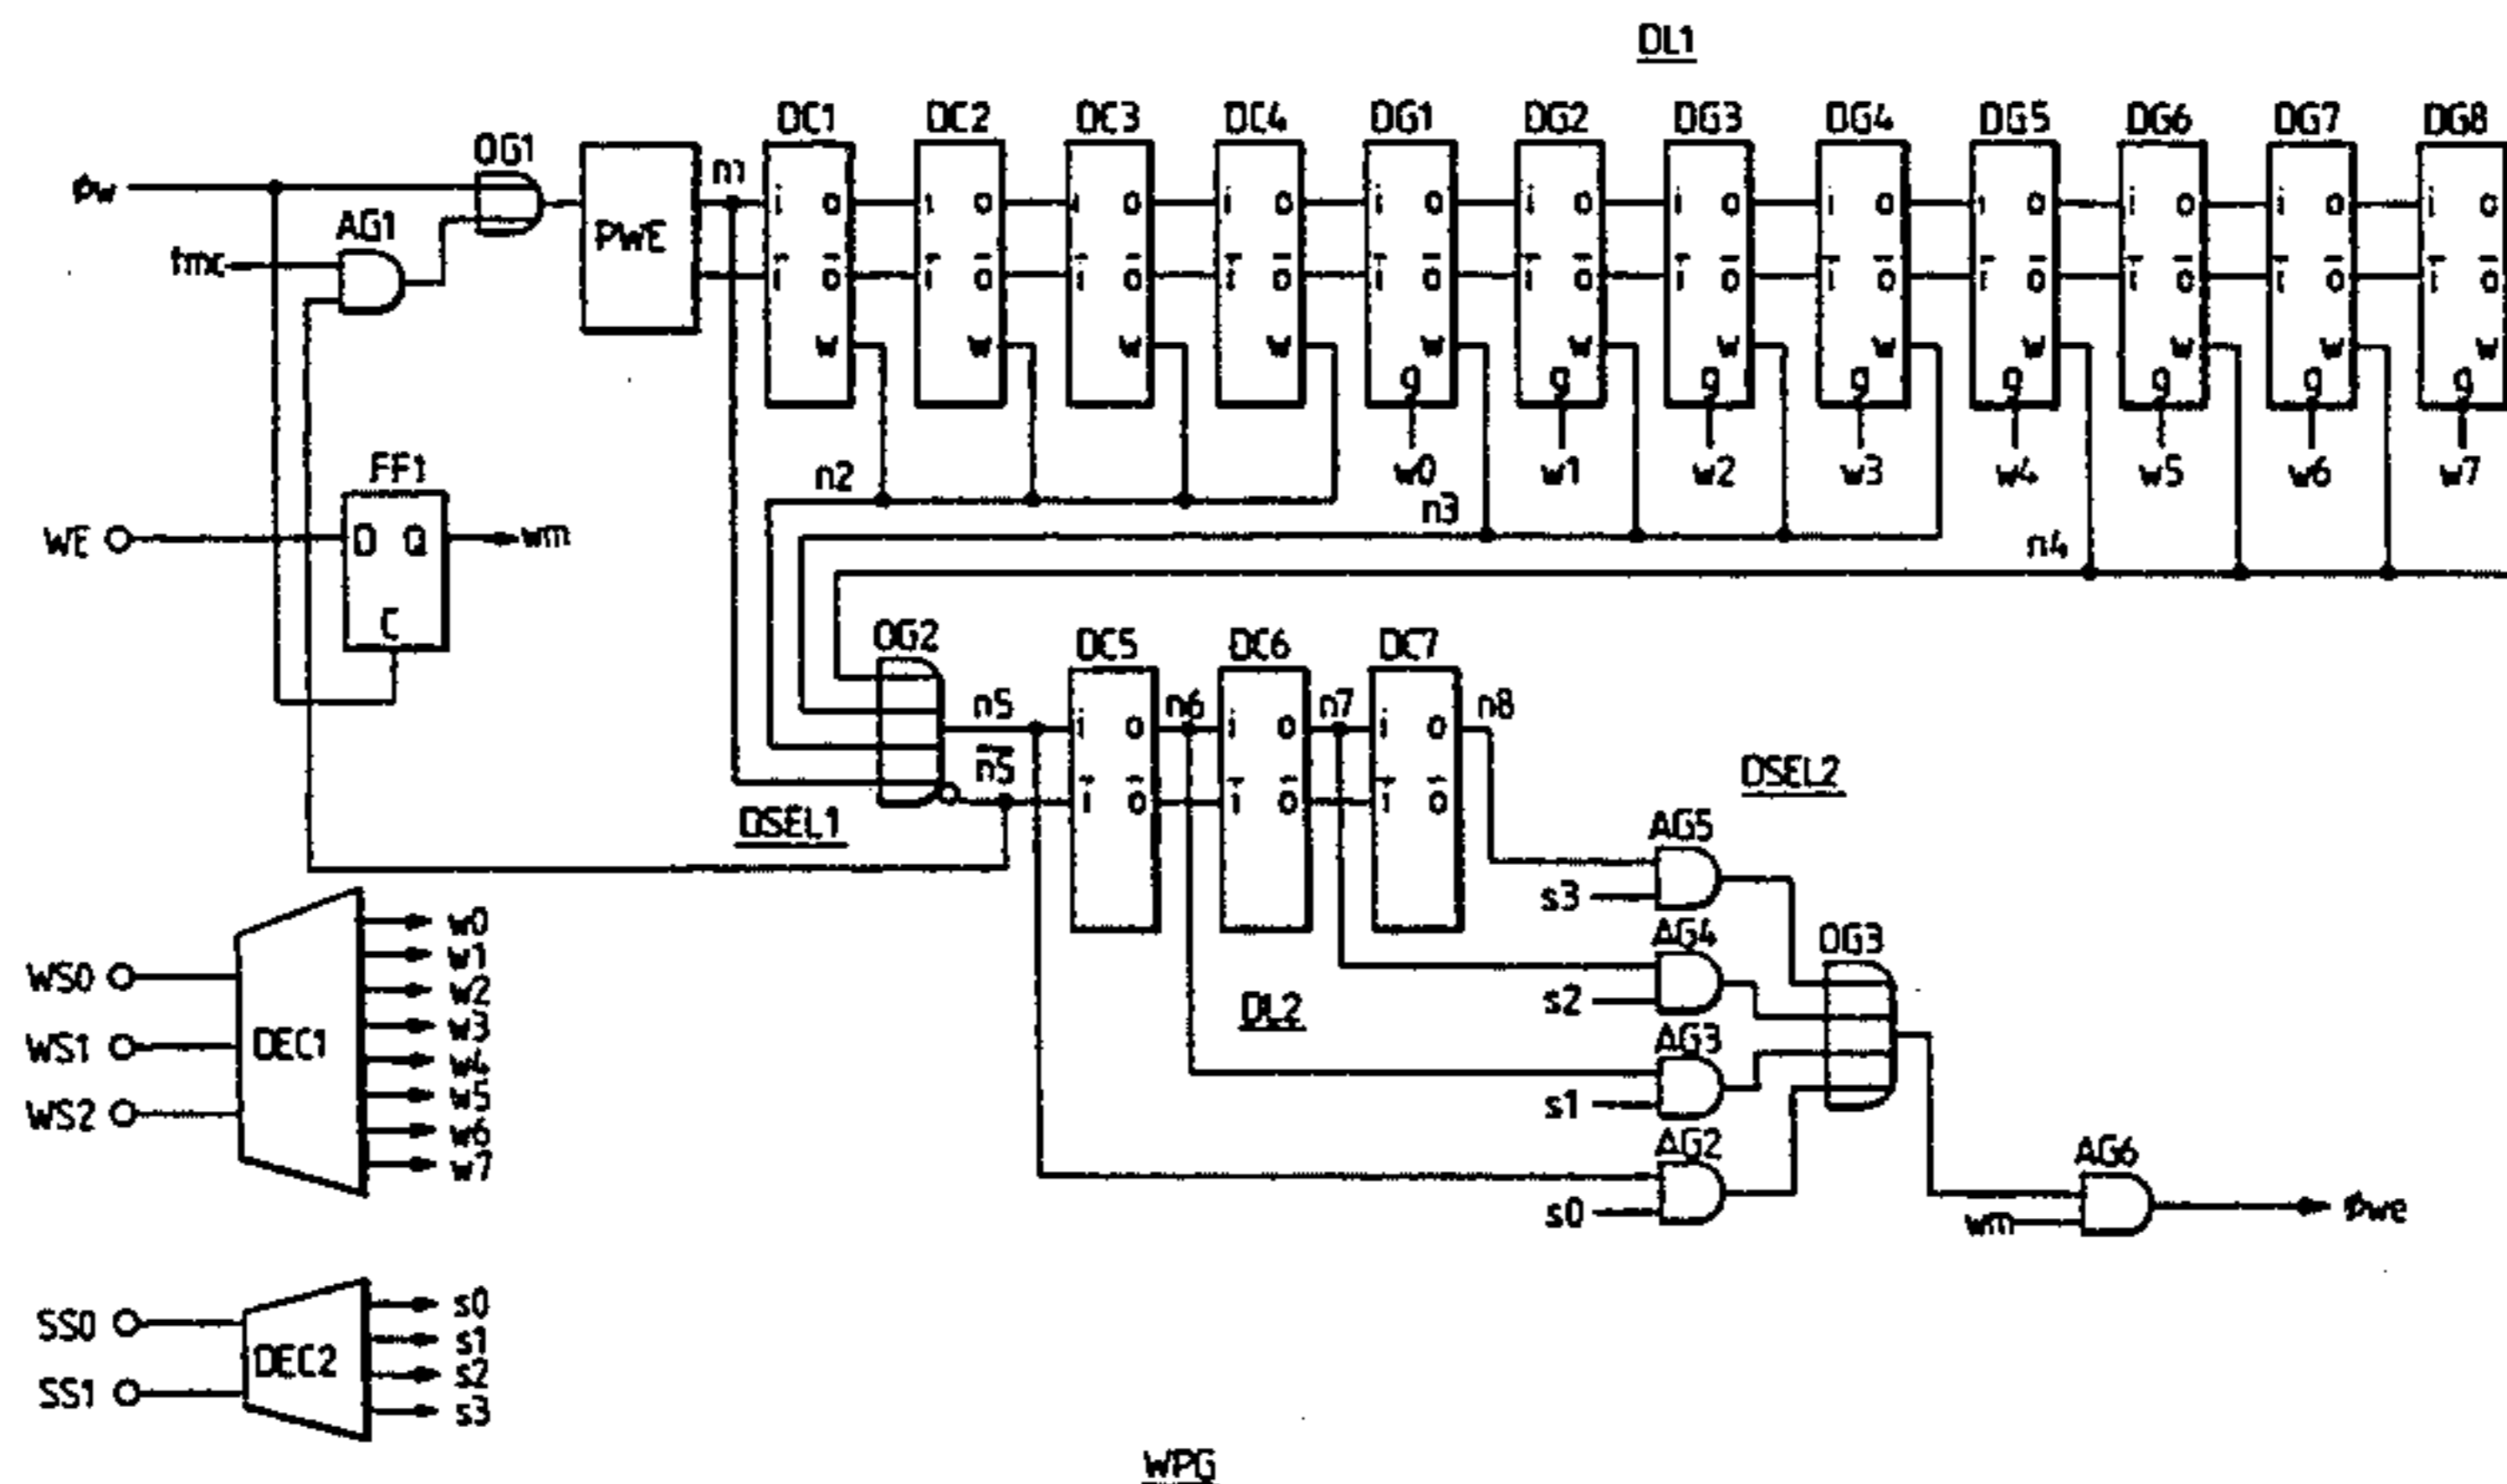 DL1
DC1 DC2 DC3 DC4 DG1 DG2 DG3 DG4 DG5 DG6 DG7 DG8
OG1
n1
φw
PWE
i o i o i o i o i o i o i o i o i o i o i o i o
AG1
tmc
i̅ o̅ i̅ o̅ i̅ o̅ i̅ o̅ i̅ o̅ i̅ o̅ i̅ o̅ i̅ o̅ i̅ o̅ i̅ o̅ i̅ o̅ i̅ o̅
w w w w w w w w w w w w
g g g g g g g g
w0 w1 w2 w3 w4 w5 w6 w7
n2
n3
n4
FF1
WE D Q wm
C
OG2 DC5 DC6 DC7
n5 n6 n7 n8
i o i o i o
n̅5̅
i̅ o̅ i̅ o̅ i̅ o̅
DSEL1
DSEL2
AG5
s3
AG4
s2
AG3
s1
AG2
s0
OG3
DL2
AG6
wm
φwe
WS0
WS1
WS2
DEC1
w0
w1
w2
w3
w4
w5
w6
w7
SS0
SS1
DEC2
s0
s1
s2
s3
WPG